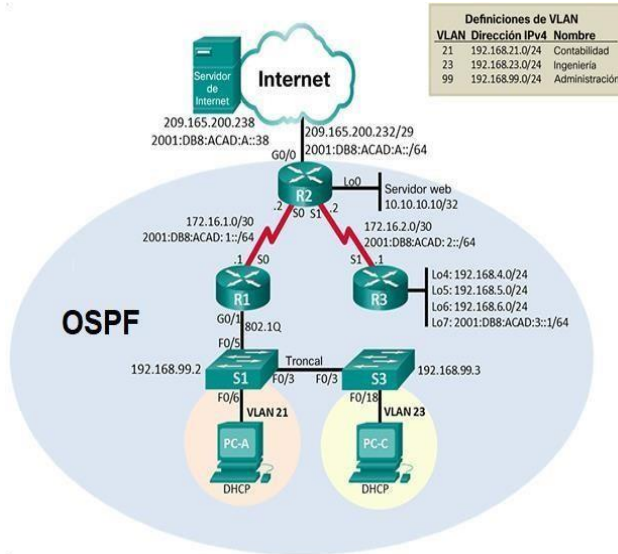 Definiciones de VLAN
VLAN Dirección IPv4 Nombre
21 192.168.21.0/24 Contabilidad
23 192.168.23.0/24 Ingeniería
99 192.168.99.0/24 Administración
Servidor
de
Internet
Internet
209.165.200.238
2001:DB8:ACAD:A::38
209.165.200.232/29
2001:DB8:ACAD:A::/64
G0/0
R2
Lo0
Servidor web
10.10.10.10/32
.2 S0 S1 .2
172.16.1.0/30
2001:DB8:ACAD: 1::/64
172.16.2.0/30
2001:DB8:ACAD: 2::/64
.1 S0
S1 .1
R1
R3
Lo4: 192.168.4.0/24
Lo5: 192.168.5.0/24
Lo6: 192.168.6.0/24
Lo7: 2001:DB8:ACAD:3::1/64
OSPF
G0/1
802.1Q
F0/5
192.168.99.2
S1
Troncal
F0/3 F0/3
S3
192.168.99.3
F0/6
F0/18
VLAN 21
VLAN 23
PC-A
PC-C
DHCP
DHCP